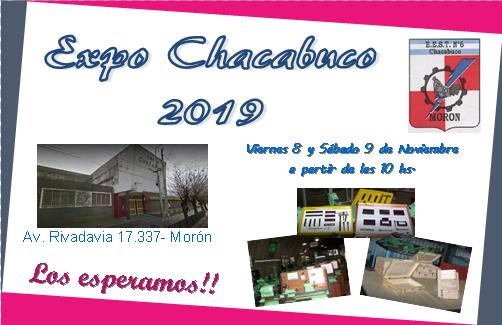 Expo Chacabuco
2019
E.E.S.T. Nº6
Chacabuco
MORON
Viernes 8 y Sábado 9 de Noviembre
a partir de las 10 hs.
Av. Rivadavia 17.337- Morón
Los esperamos!!